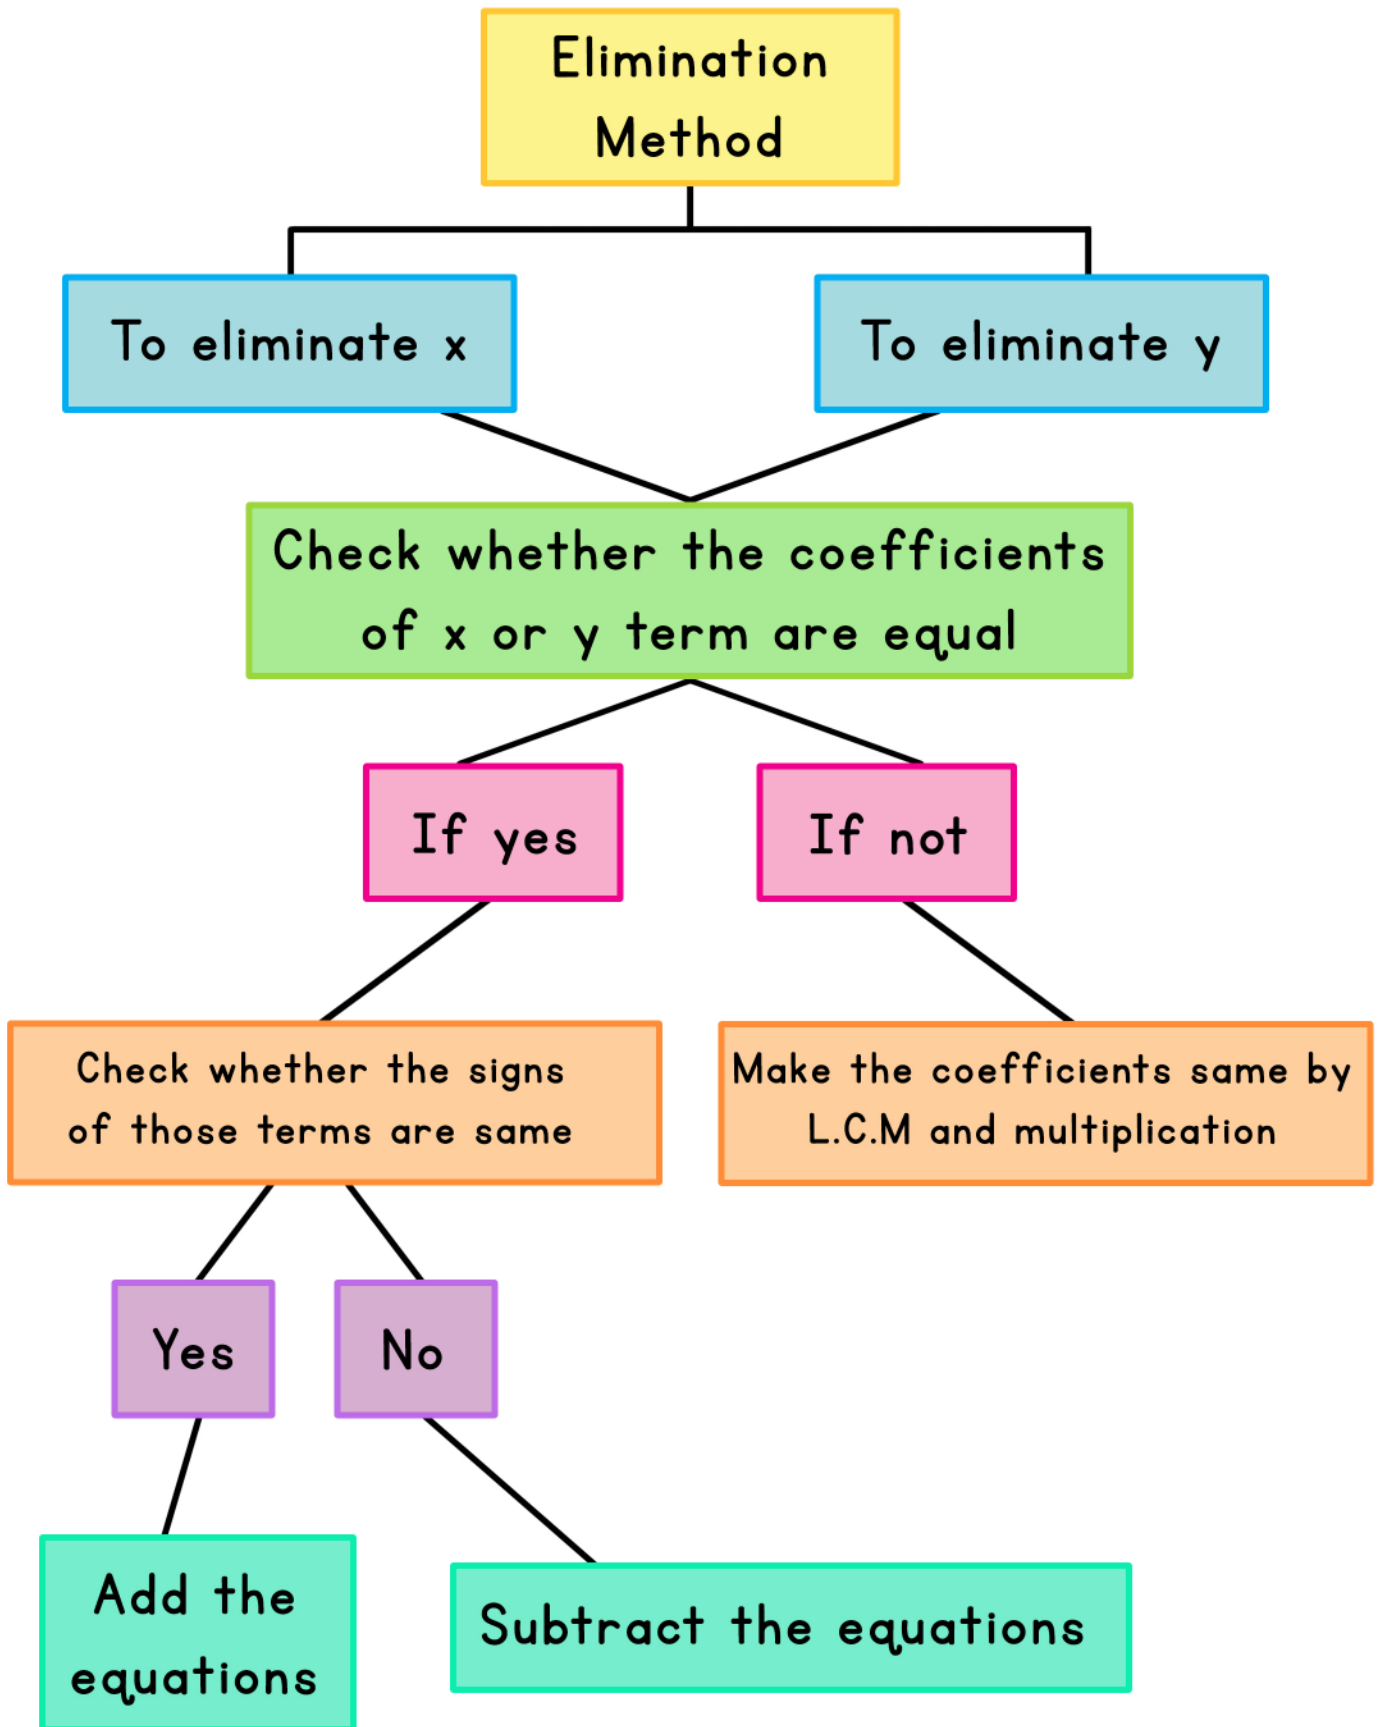 Elimination
Method
To eliminate x
To eliminate y
Check whether the coefficients
of x or y term are equal
If yes
If not
Check whether the signs
of those terms are same
Make the coefficients same by
L.C.M and multiplication
Yes
No
Add the
equations
Subtract the equations